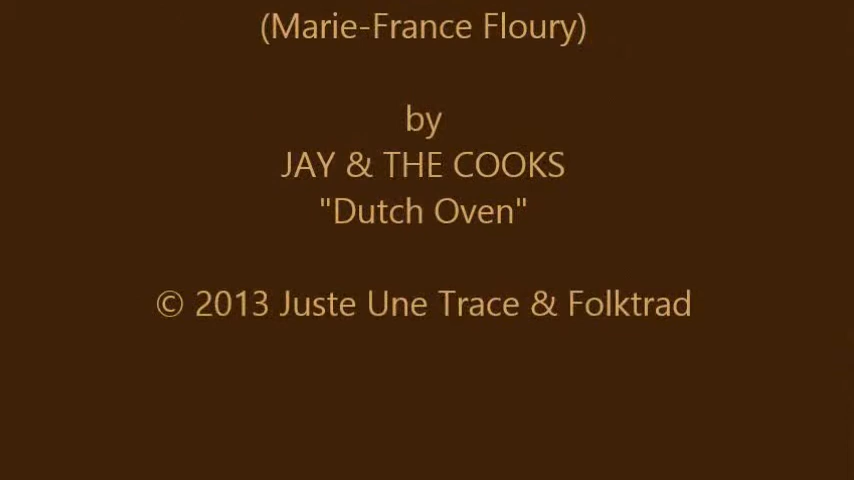 (Marie-France Floury)
by
JAY & THE COOKS
"Dutch Oven"
© 2013 Juste Une Trace & Folktrad